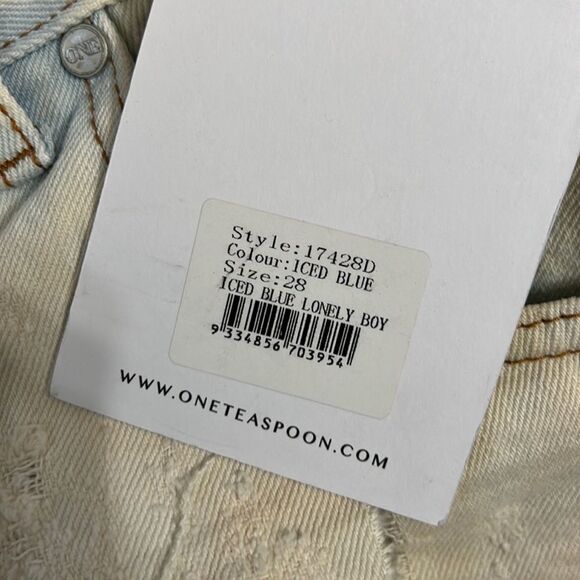 ONE
Style:17428D
Colour:ICED BLUE
Size:28
ICED BLUE LONELY BOY
9 334856 703954
WWW.ONETEASPOON.COM